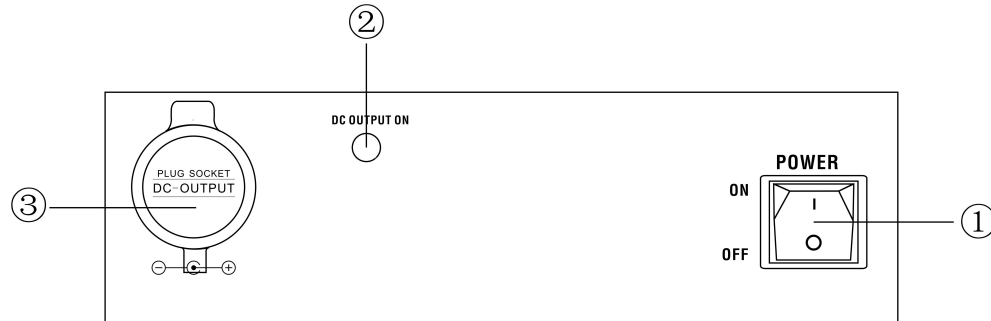 ②
DC OUTPUT ON
POWER
PLUG SOCKET
DC-OUTPUT
ON
I
③
①
O
OFF
⊖ ⊕